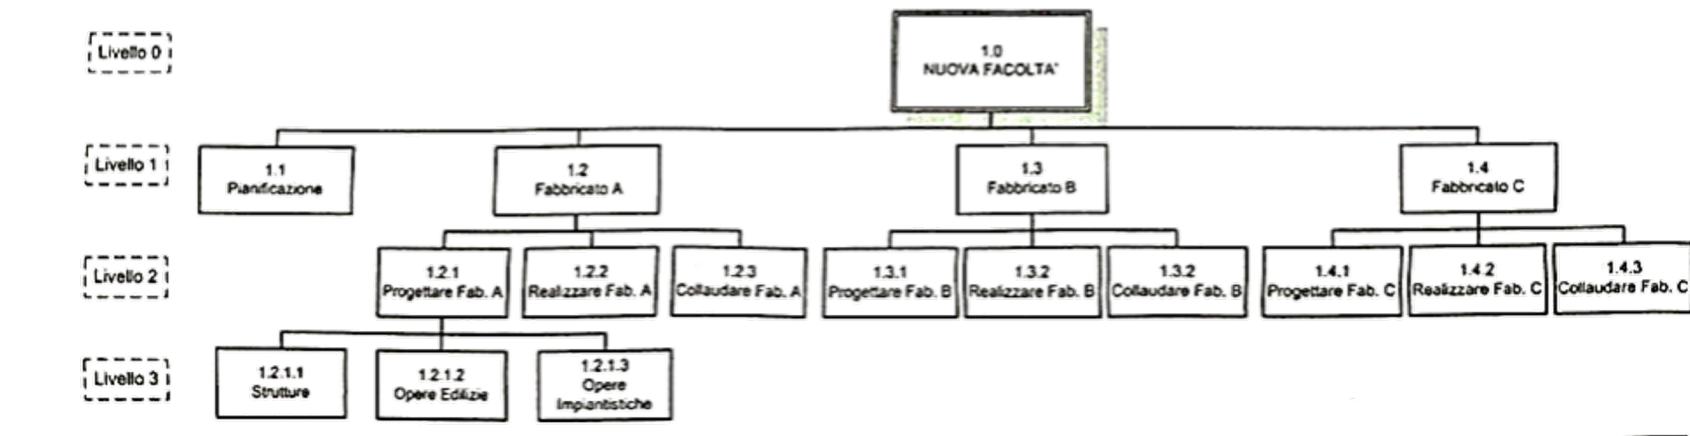 Livello 0
1.0
NUOVA FACOLTA'
Livello 1
1.1
Pianificazione
1.2
Fabbricato A
1.3
Fabbricato B
1.4
Fabbricato C
Livello 2
1.2.1
Progettare Fab. A
1.2.2
Realizzare Fab. A
1.2.3
Collaudare Fab. A
1.3.1
Progettare Fab. B
1.3.2
Realizzare Fab. B
1.3.2
Collaudare Fab. B
1.4.1
Progettare Fab. C
1.4.2
Realizzare Fab. C
1.4.3
Collaudare Fab. C
Livello 3
1.2.1.1
Strutture
1.2.1.2
Opere Edilizie
1.2.1.3
Opere
Impiantistiche